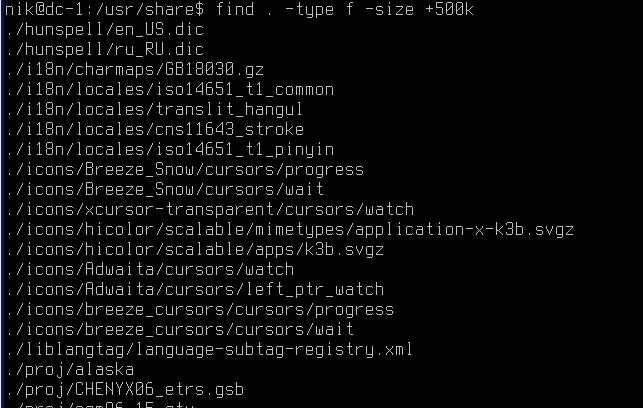 nik@dc-1:/usr/share$ find . -type f -size +500k
./hunspell/en_US.dic
./hunspell/ru_RU.dic
./i18n/charmaps/GB18030.gz
./i18n/locales/iso14651_t1_common
./i18n/locales/translit_hangul
./i18n/locales/cns11643_stroke
./i18n/locales/iso14651_t1_pinyin
./icons/Breeze_Snow/cursors/progress
./icons/Breeze_Snow/cursors/wait
./icons/xcursor-transparent/cursors/watch
./icons/hicolor/scalable/mimetypes/application-x-k3b.svgz
./icons/hicolor/scalable/apps/k3b.svgz
./icons/Adwaita/cursors/watch
./icons/Adwaita/cursors/left_ptr_watch
./icons/breeze_cursors/cursors/progress
./icons/breeze_cursors/cursors/wait
./liblangtag/language-subtag-registry.xml
./proj/alaska
./proj/CHENYX06_etrs.gsb